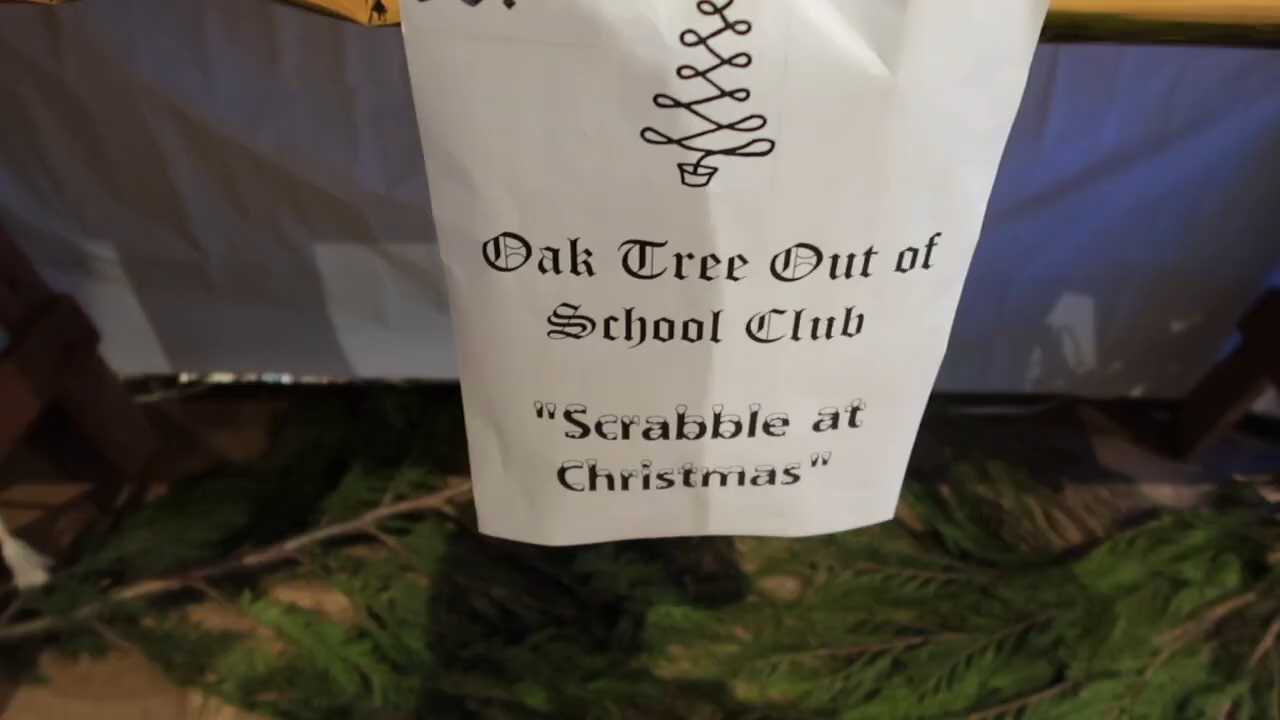 Oak Tree Out of
School Club
"Scrabble at
Christmas"